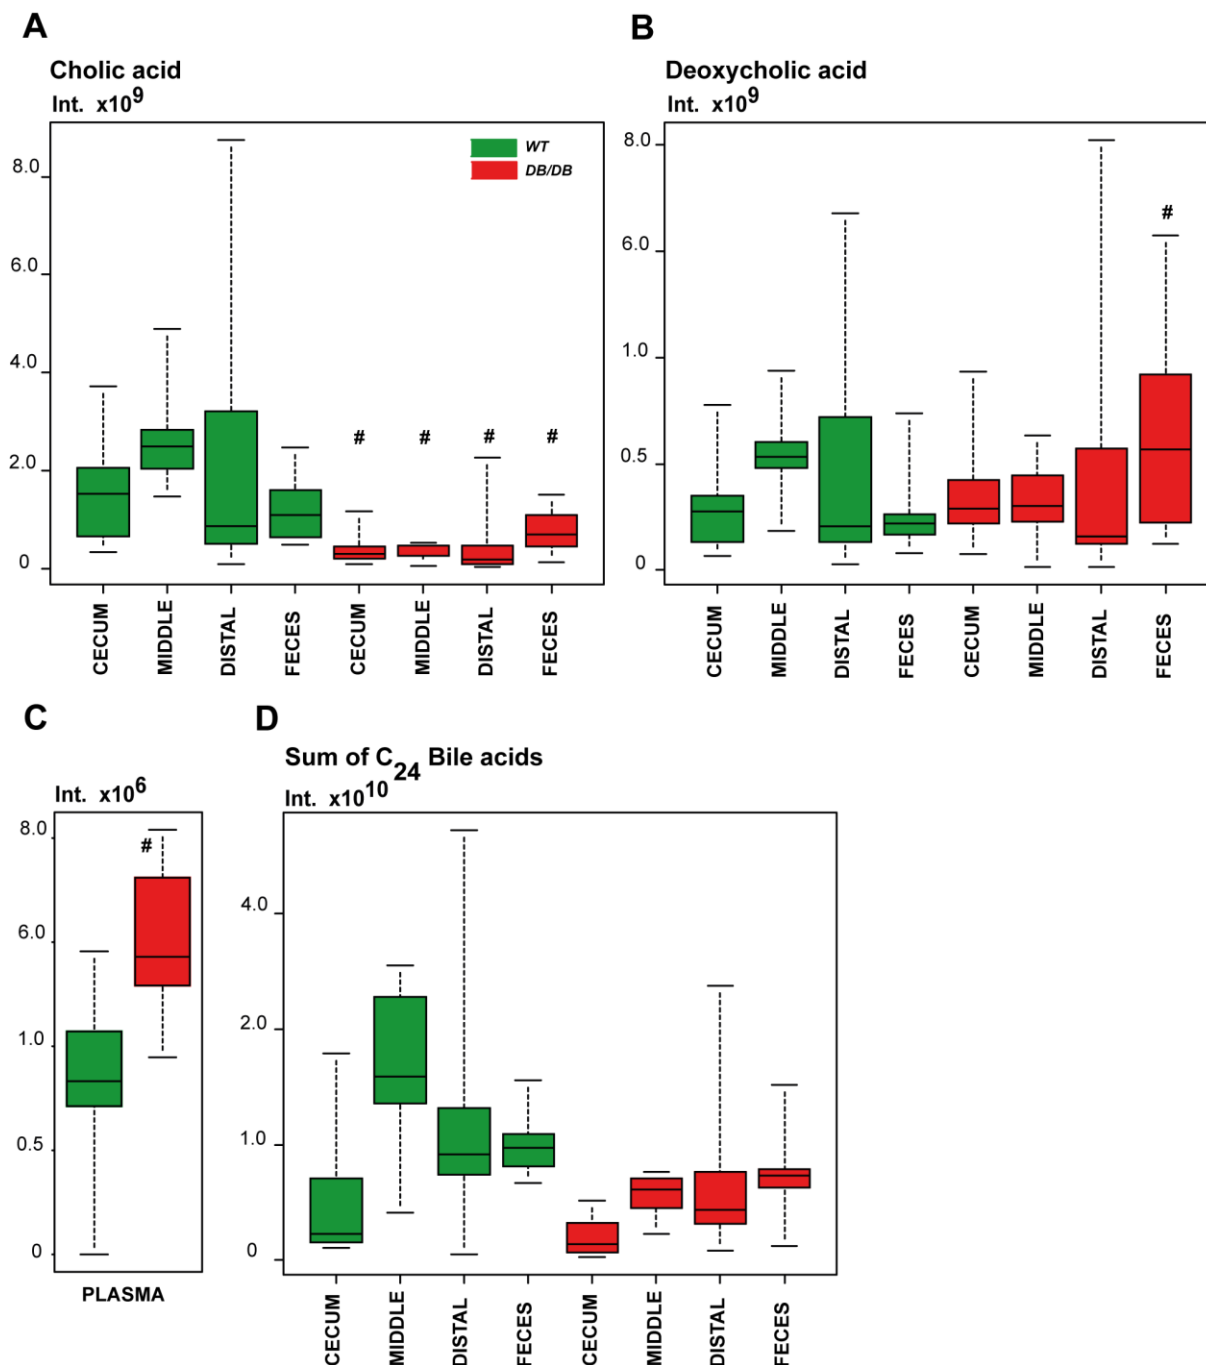 A
Cholic acid
Int. x10^9
8.0
6.0
4.0
2.0
0
WT
DB/DB
# # # #
CECUM MIDDLE DISTAL FECES CECUM MIDDLE DISTAL FECES
B
Deoxycholic acid
Int. x10^9
8.0
6.0
1.0
0.5
0
#
CECUM MIDDLE DISTAL FECES CECUM MIDDLE DISTAL FECES
C
Int. x10^6
8.0
6.0
1.0
0.5
0
#
PLASMA
D
Sum of C24 Bile acids
Int. x10^10
4.0
2.0
1.0
0
CECUM MIDDLE DISTAL FECES CECUM MIDDLE DISTAL FECES